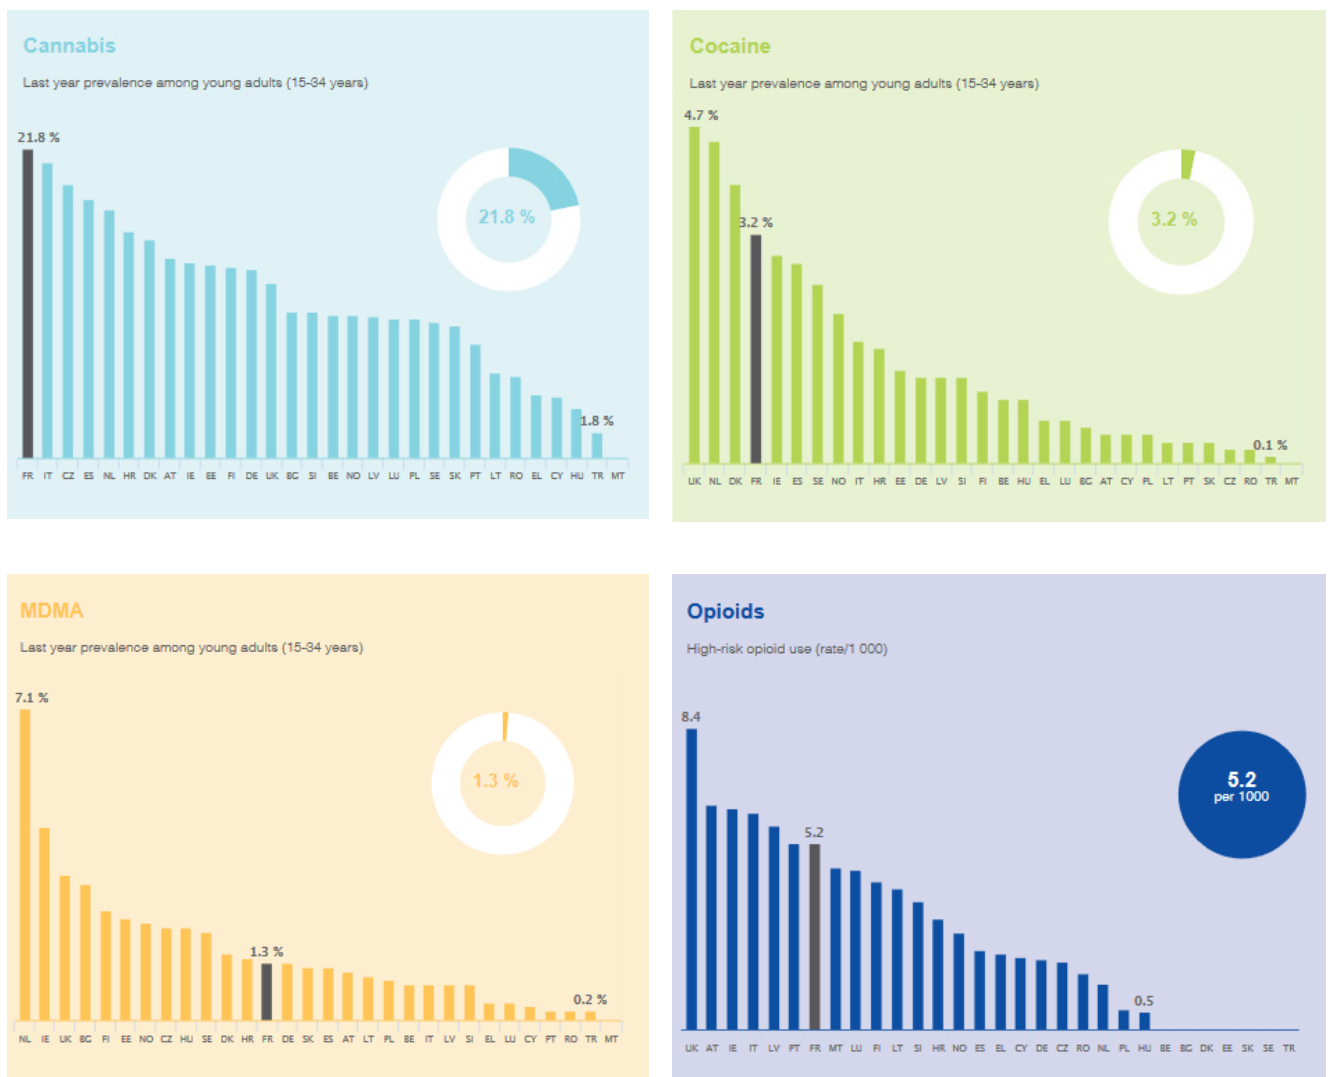 Cannabis
Last year prevalence among young adults (15-34 years)
21.8 %
21.8 %
1.8 %
FR IT CZ ES NL HR DK AT IE EE FI DE UK BG SI BE NO LV LU PL SE SK PT LT RO EL CY HU TR MT
Cocaine
Last year prevalence among young adults (15-34 years)
4.7 %
3.2 %
3.2 %
0.1 %
UK NL DK FR IE ES SE NO IT HR EE DE LV SI FI BE HU EL LU BG AT CY PL LT PT SK CZ RO TR MT
MDMA
Last year prevalence among young adults (15-34 years)
7.1 %
1.3 %
1.3 %
0.2 %
NL IE UK BG FI EE NO CZ HU SE DK HR FR DE SK ES AT LT PL BE IT LV SI EL LU CY PT RO TR MT
Opioids
High-risk opioid use (rate/1 000)
8.4
5.2
per 1000
5.2
0.5
UK AT IE IT LV PT FR MT LU FI LT SI HR NO ES EL CY DE CZ RO NL PL HU BE BG DK EE SK SE TR